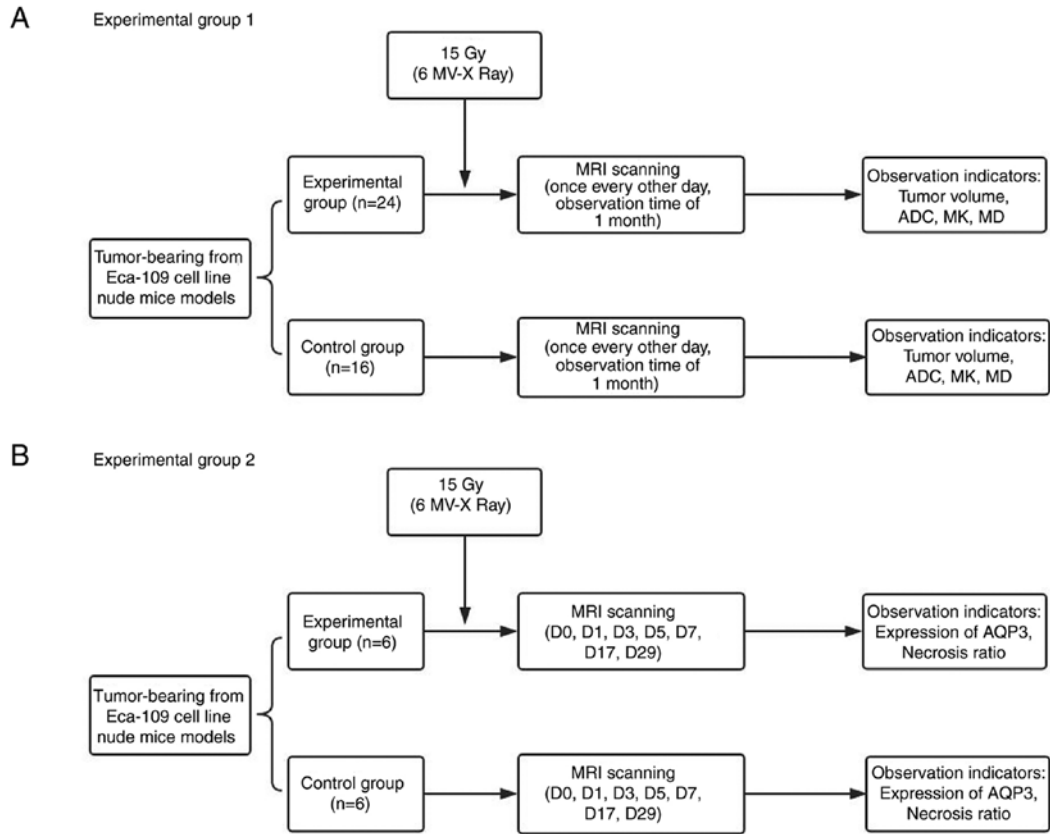 A
Experimental group 1
15 Gy
(6 MV-X Ray)
Experimental
group (n=24)
MRI scanning
(once every other day,
observation time of
1 month)
Observation indicators:
Tumor volume,
ADC, MK, MD
Tumor-bearing from
Eca-109 cell line
nude mice models
Control group
(n=16)
MRI scanning
(once every other day,
observation time of
1 month)
Observation indicators:
Tumor volume,
ADC, MK, MD
B
Experimental group 2
15 Gy
(6 MV-X Ray)
Experimental
group (n=6)
MRI scanning
(D0, D1, D3, D5, D7,
D17, D29)
Observation indicators:
Expression of AQP3,
Necrosis ratio
Tumor-bearing from
Eca-109 cell line
nude mice models
Control group
(n=6)
MRI scanning
(D0, D1, D3, D5, D7,
D17, D29)
Observation indicators:
Expression of AQP3,
Necrosis ratio